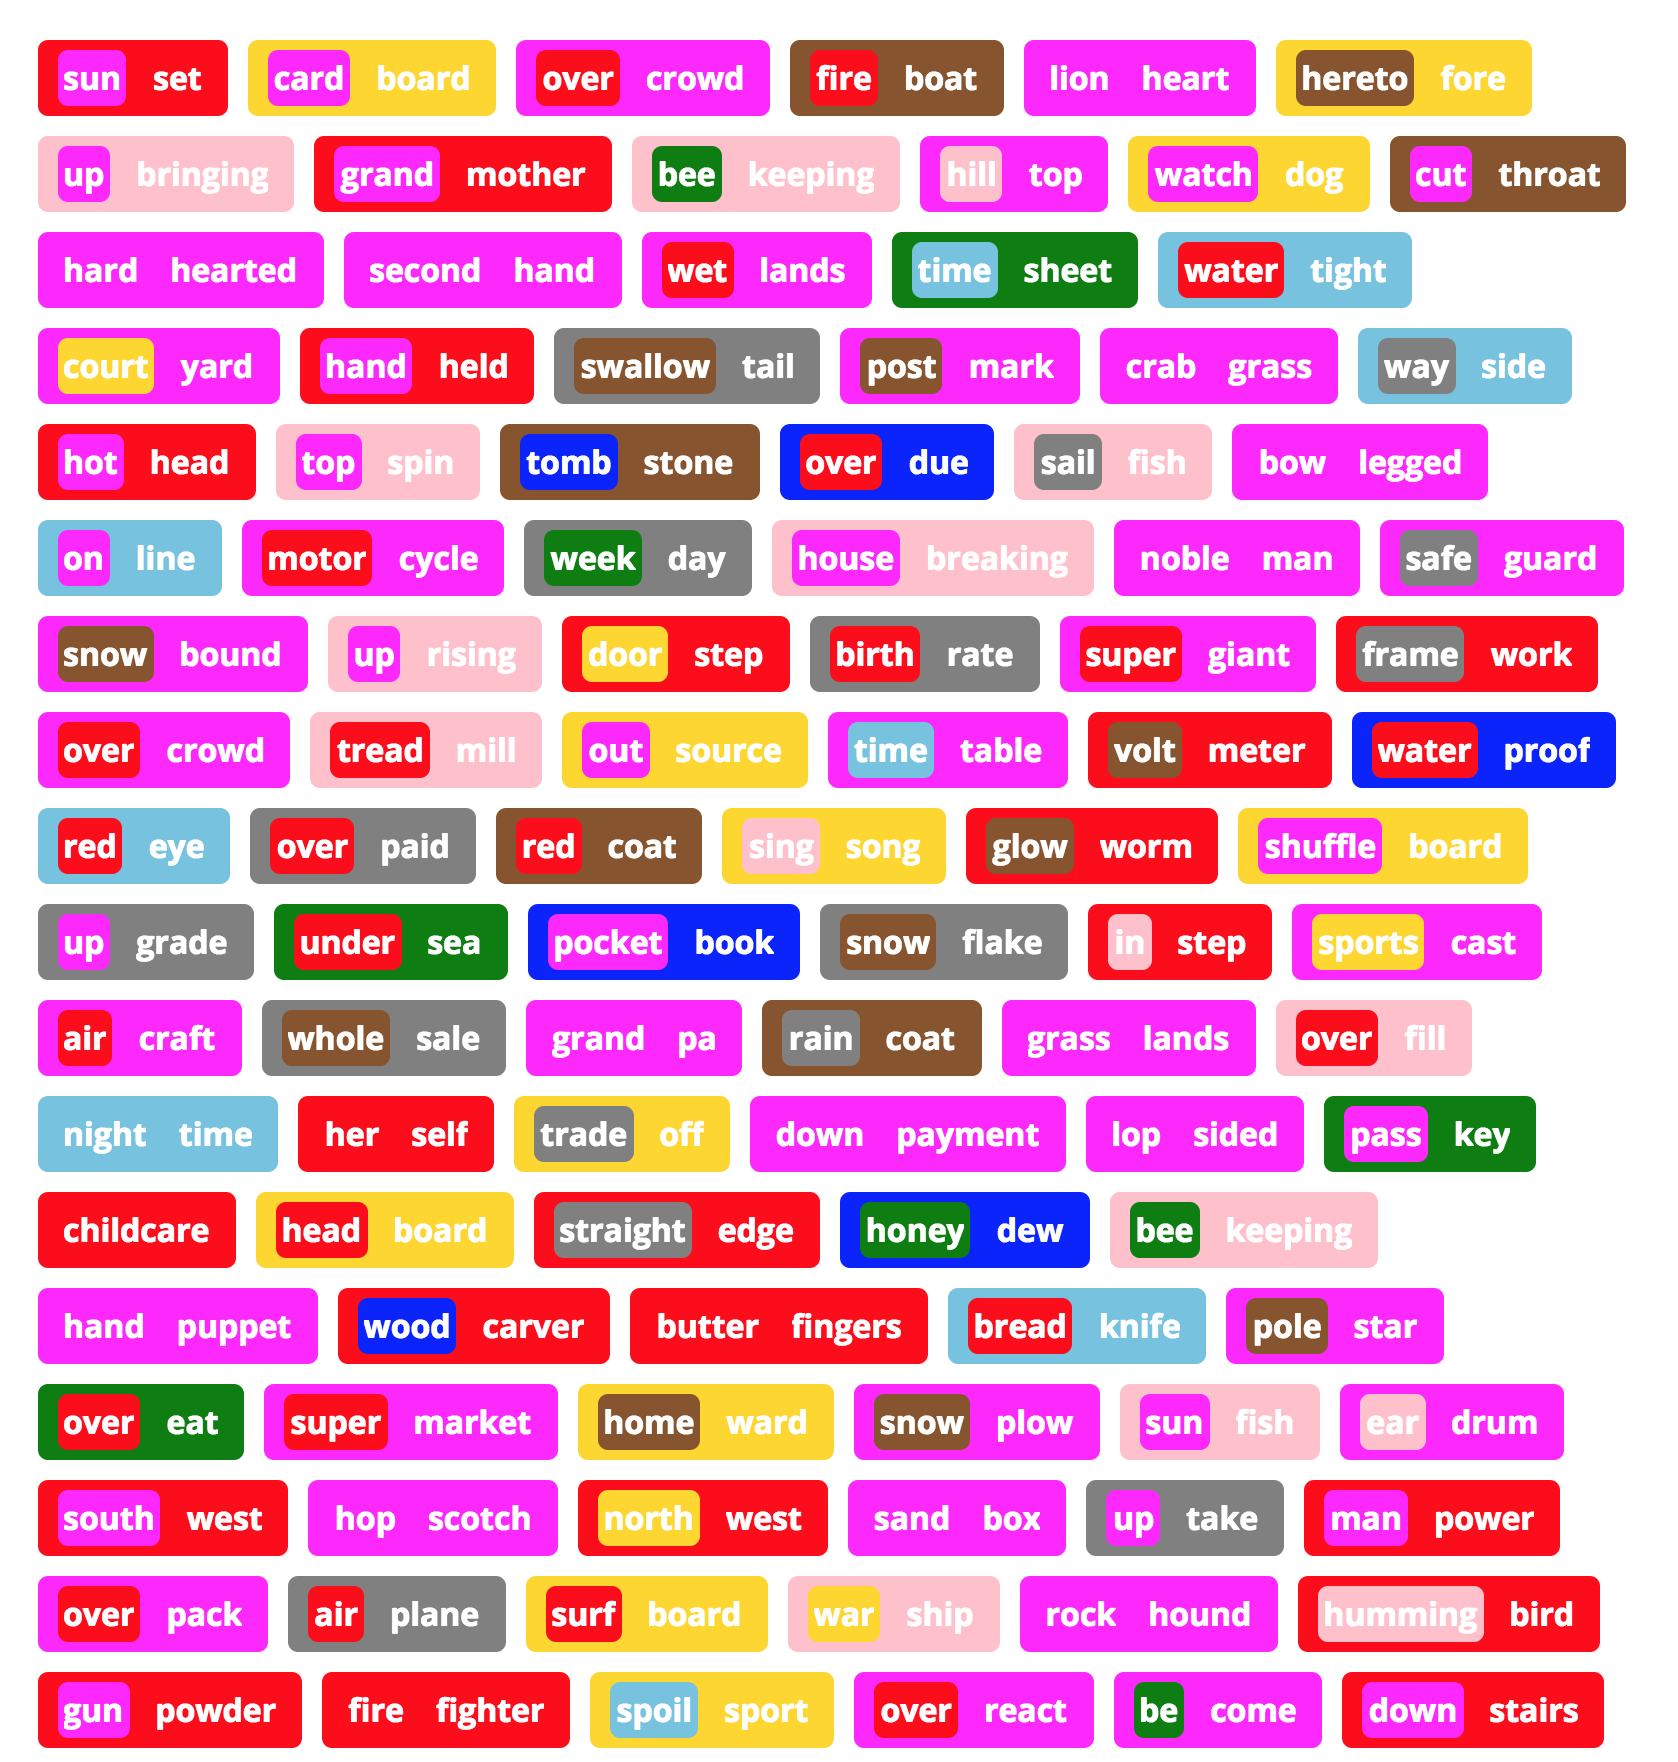 sun set card board over crowd fire boat lion heart hereto fore
up bringing grand mother bee keeping hill top watch dog cut throat
hard hearted second hand wet lands time sheet water tight
court yard hand held swallow tail post mark crab grass way side
hot head top spin tomb stone over due sail fish bow legged
on line motor cycle week day house breaking noble man safe guard
snow bound up rising door step birth rate super giant frame work
over crowd tread mill out source time table volt meter water proof
red eye over paid red coat sing song glow worm shuffle board
up grade under sea pocket book snow flake in step sports cast
air craft whole sale grand pa rain coat grass lands over fill
night time her self trade off down payment lop sided pass key
childcare head board straight edge honey dew bee keeping
hand puppet wood carver butter fingers bread knife pole star
over eat super market home ward snow plow sun fish ear drum
south west hop scotch north west sand box up take man power
over pack air plane surf board war ship rock hound humming bird
gun powder fire fighter spoil sport over react be come down stairs